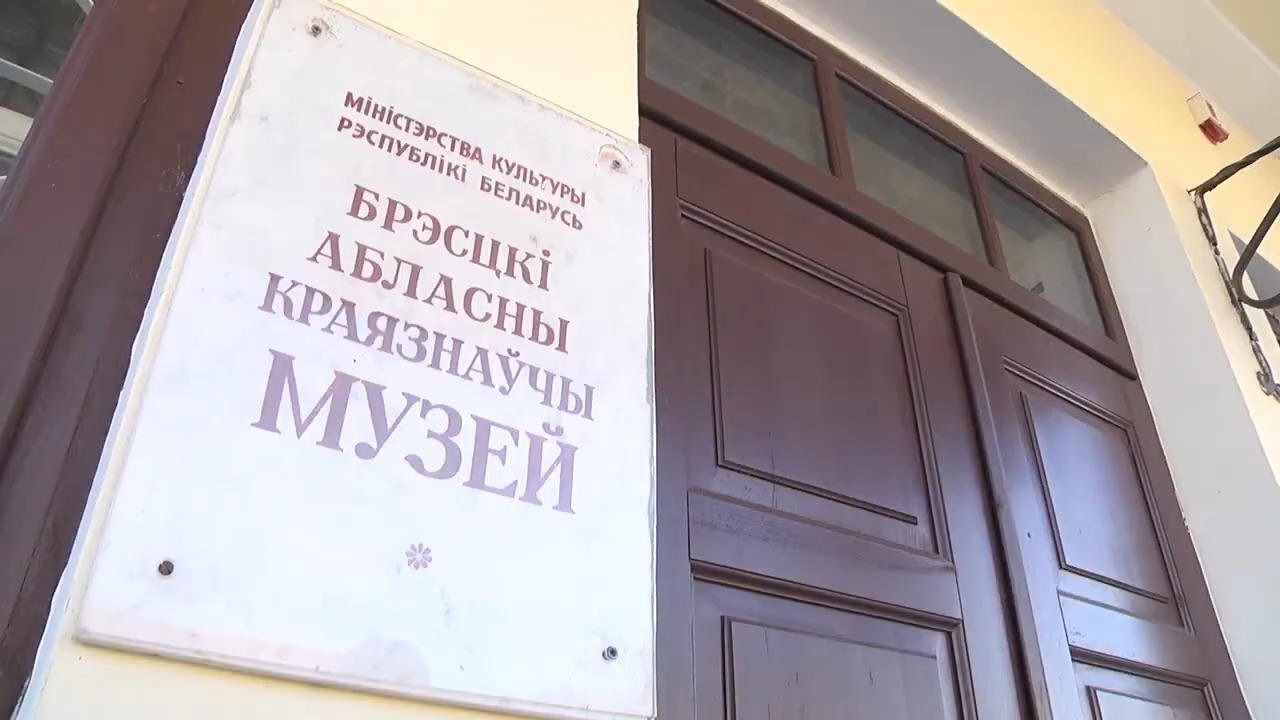 МІНІСТЭРСТВА КУЛЬТУРЫ
РЭСПУБЛІКІ БЕЛАРУСЬ
БРЭСЦКІ
АБЛАСНЫ
КРАЯЗНАЎЧЫ
МУЗЕЙ